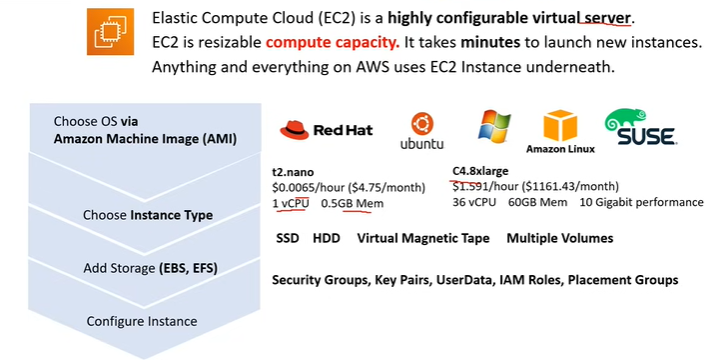 Elastic Compute Cloud (EC2) is a highly configurable virtual server.
EC2 is resizable compute capacity. It takes minutes to launch new instances.
Anything and everything on AWS uses EC2 Instance underneath.
Choose OS via
Amazon Machine Image (AMI)
Red Hat
ubuntu
Amazon Linux
SUSE
t2.nano
$0.0065/hour ($4.75/month)
1 vCPU 0.5GB Mem
C4.8xlarge
$1.591/hour ($1161.43/month)
36 vCPU 60GB Mem 10 Gigabit performance
Choose Instance Type
SSD HDD Virtual Magnetic Tape Multiple Volumes
Add Storage (EBS, EFS)
Security Groups, Key Pairs, UserData, IAM Roles, Placement Groups
Configure Instance